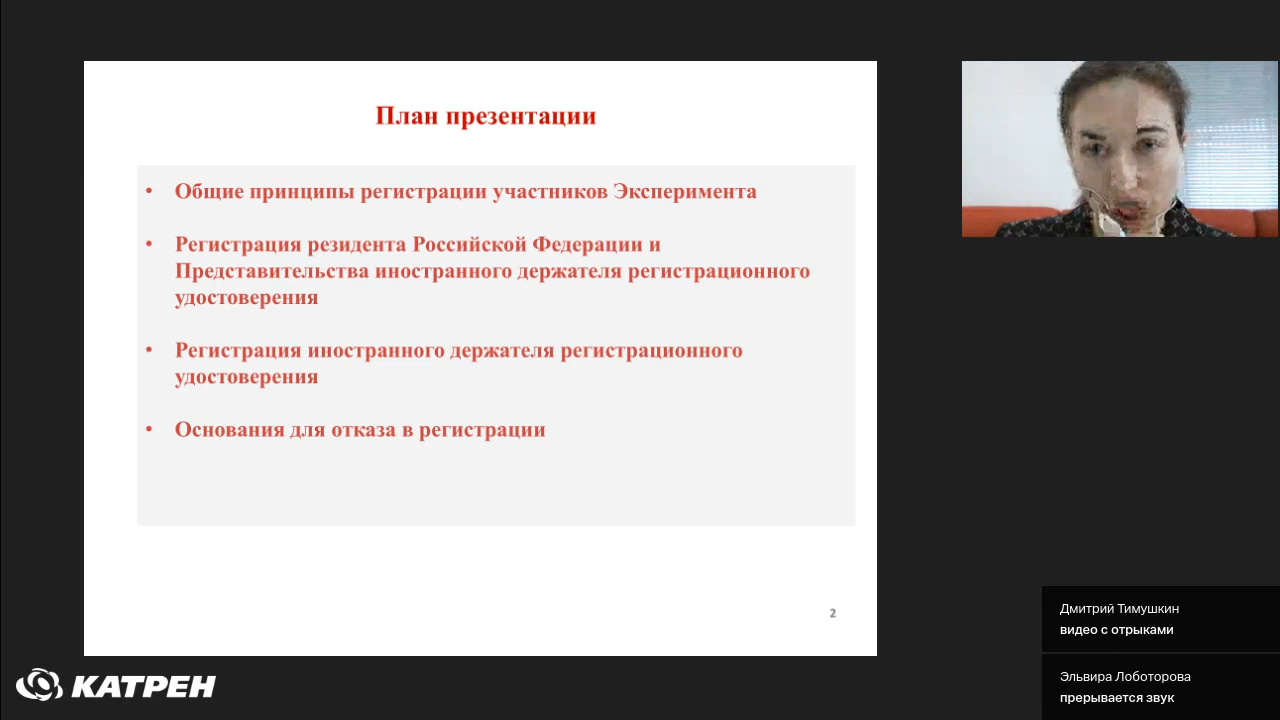 План презентации
• Общие принципы регистрации участников Эксперимента
• Регистрация резидента Российской Федерации и
Представительства иностранного держателя регистрационного
удостоверения
• Регистрация иностранного держателя регистрационного
удостоверения
• Основания для отказа в регистрации
2
КАТРЕН
Дмитрий Тимушкин
видео с отрыками
Эльвира Лоботорова
прерывается звук